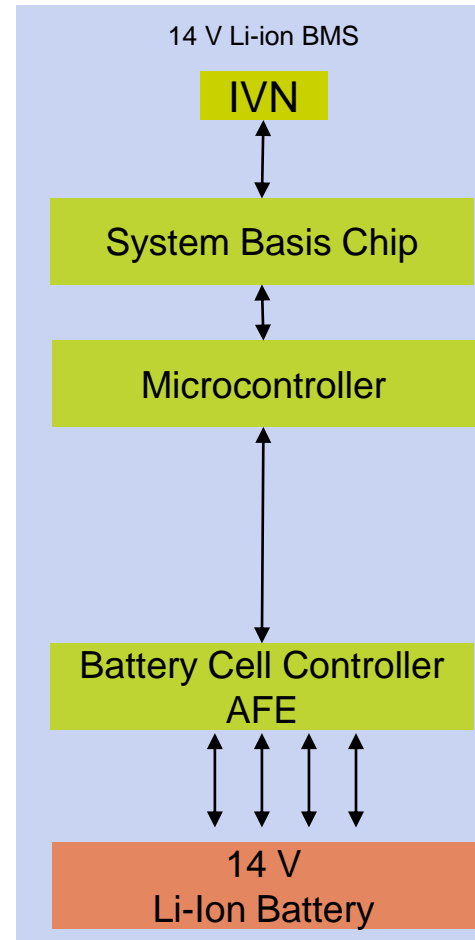 14 V Li-ion BMS
IVN
System Basis Chip
Microcontroller
Battery Cell Controller
AFE
14 V
Li-Ion Battery